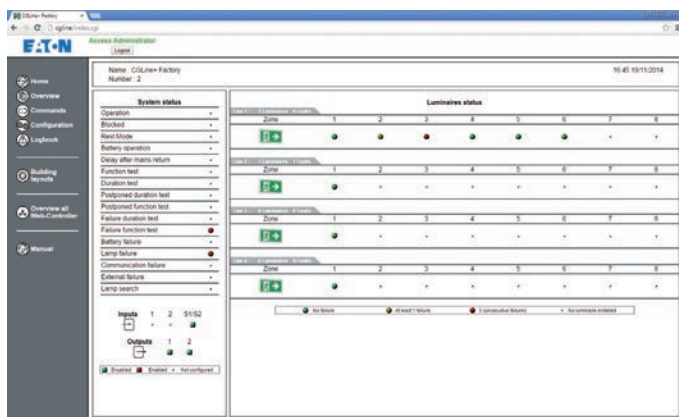 CGLine+ Factory
cgline/index.cgi
EATON
Access Administrator
Logout
Name : CGLine+ Factory
Number : 2
16:45 19/11/2014
Home
Overview
Commands
Configuration
Logbook
Building layouts
Overview all Web-Controller
Manual
System status
Operation
Blocked
Rest Mode
Battery operation
Delay after mains return
Function test
Duration test
Postponed duration test
Postponed function test
Failure duration test
Failure function test
Battery failure
Lamp failure
Communication failure
External failure
Lamp search
Inputs 1 2 S1/S2
Outputs 1 2
Disabled Enabled Not configured
Luminaires status
Zone 1 2 3 4 5 6 7 8
Zone 1 2 3 4 5 6 7 8
Zone 1 2 3 4 5 6 7 8
Zone 1 2 3 4 5 6 7 8
No failure At least 1 failure 3 consecutive failures No luminaire installed